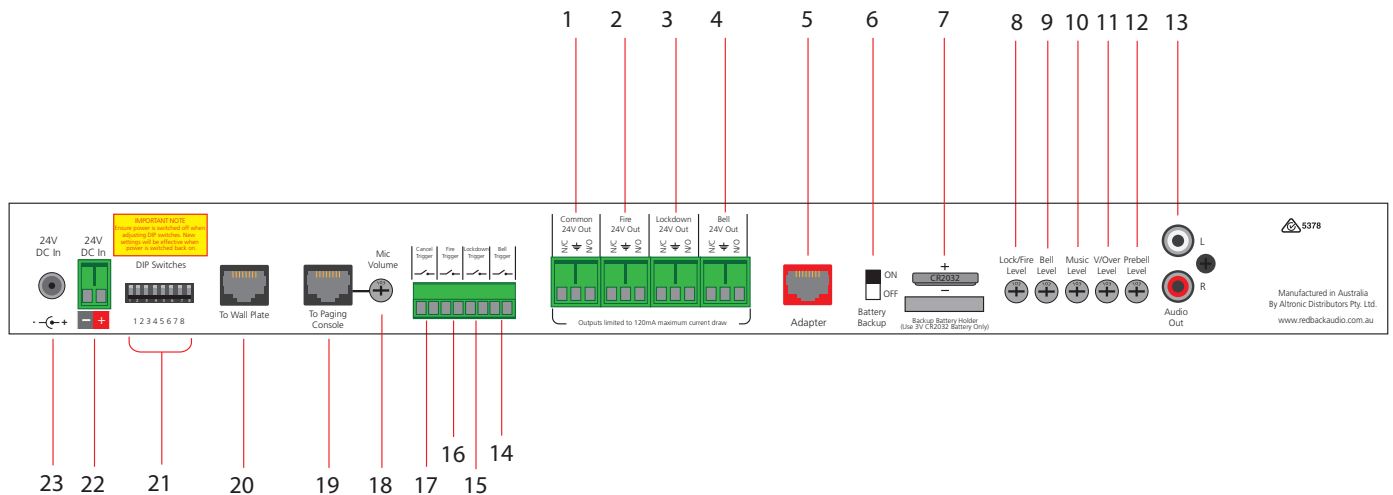 1 2 3 4 5 6 7 8 9 10 11 12 13
24V
DC In
24V
DC In
IMPORTANT NOTE
Ensure power is switched off when
adjusting DIP switches. New
settings will be effective when
power is switched back on
DIP Switches
1 2 3 4 5 6 7 8
- +
- +
To Wall Plate
To Paging
Console
Mic
Volume
Cancel
Trigger
Fire
Trigger
Lockdown
Trigger
Bell
Trigger
Common
24V Out
N/C N/O
Fire
24V Out
N/C N/O
Lockdown
24V Out
N/C N/O
Bell
24V Out
N/C N/O
Outputs limited to 120mA maximum current draw
Adapter
ON
OFF
Battery
Backup
+
CR2032
-
Backup Battery Holder
(Use 3V CR2032 Battery Only)
Lock/Fire
Level
Bell
Level
Music
Level
V/Over
Level
Prebell
Level
103 103 103 103 103
103
L
R
Audio
Out
5378
Manufactured in Australia
By Altronic Distributors Pty. Ltd.
www.redbackaudio.com.au
23 22 21 20 19 18 17 16 15 14